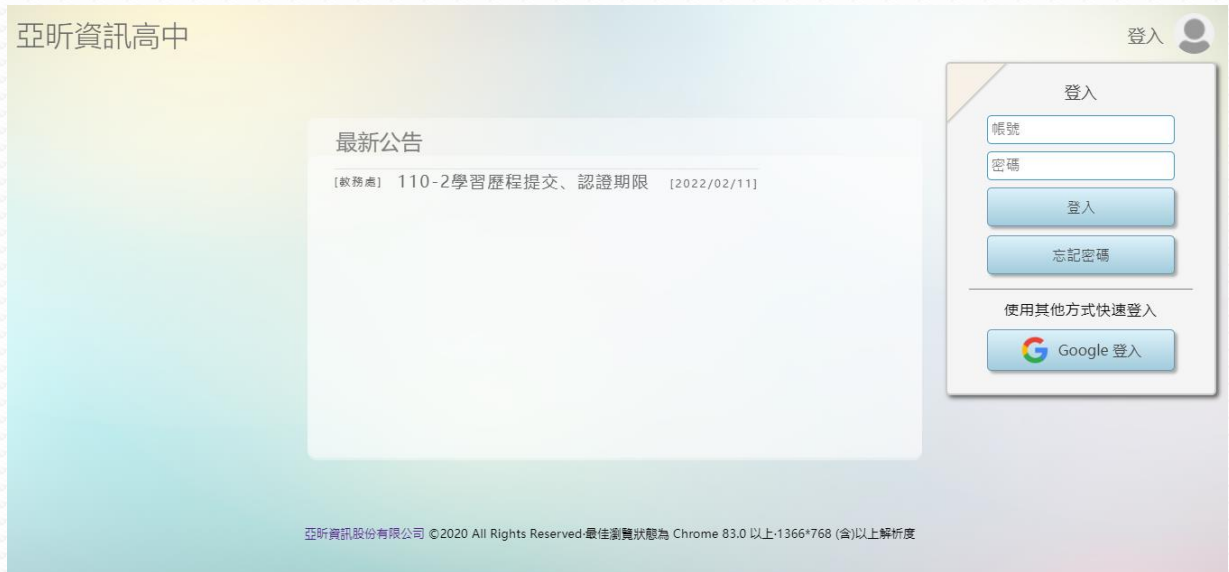 亞昕資訊高中
登入
最新公告
[教務處] 110-2學習歷程提交、認證期限 [2022/02/11]
登入
帳號
密碼
登入
忘記密碼
使用其他方式快速登入
Google 登入
亞昕資訊股份有限公司 ©2020 All Rights Reserved·最佳瀏覽狀態為 Chrome 83.0 以上·1366*768 (含)以上解析度